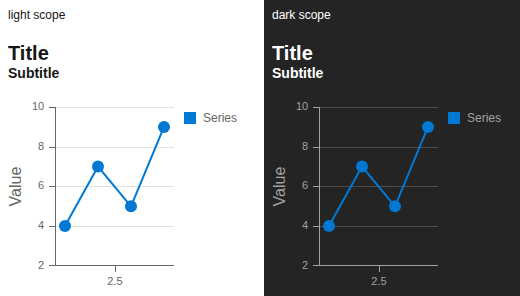 light scope
Title
Subtitle
10
8
6
4
2
Value
2.5
Series
dark scope
Title
Subtitle
10
8
6
4
2
Value
2.5
Series